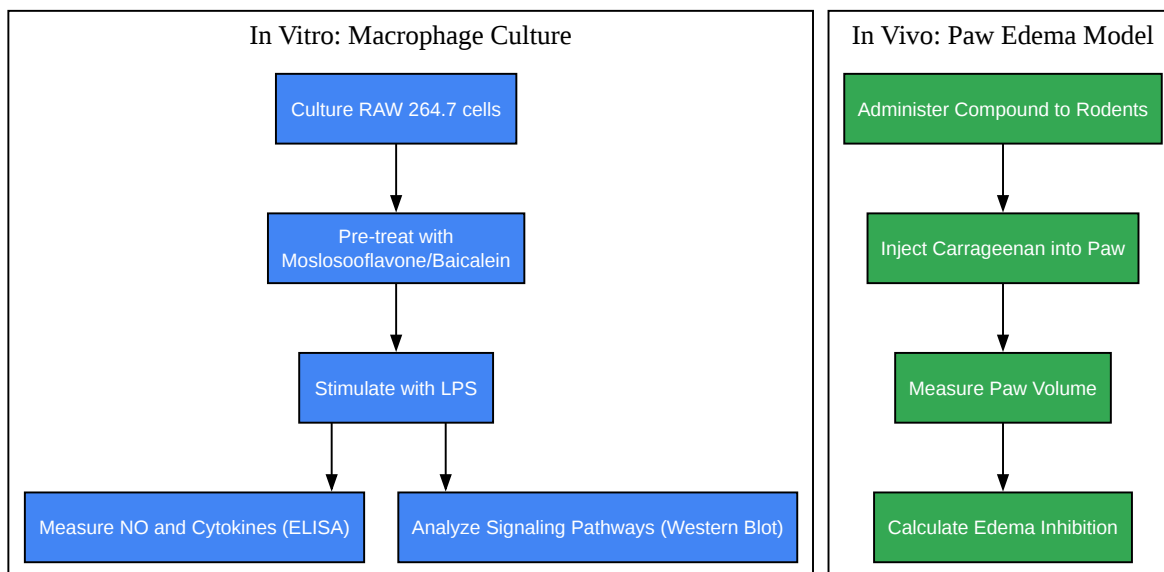 In Vitro: Macrophage Culture
Culture RAW 264.7 cells
Pre-treat with
Moslosooflavone/Baicalein
Stimulate with LPS
Measure NO and Cytokines (ELISA)
Analyze Signaling Pathways (Western Blot)
In Vivo: Paw Edema Model
Administer Compound to Rodents
Inject Carrageenan into Paw
Measure Paw Volume
Calculate Edema Inhibition